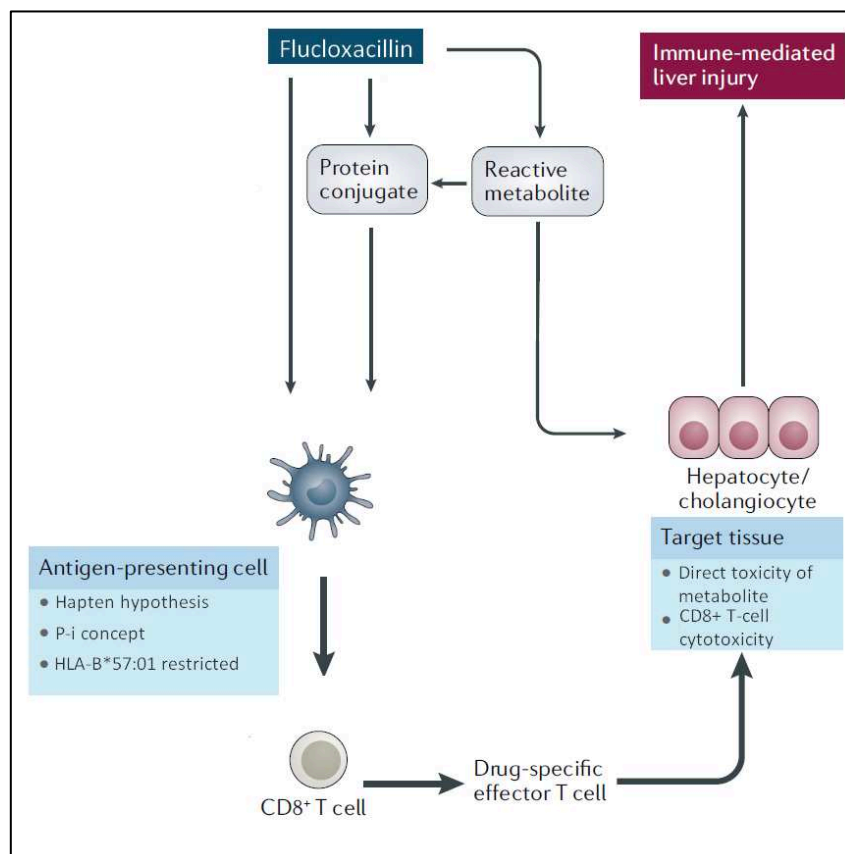 Flucloxacillin
Immune-mediated
liver injury
Protein
conjugate
Reactive
metabolite
Hepatocyte/
cholangiocyte
Target tissue
• Direct toxicity of
metabolite
• CD8+ T-cell
cytotoxicity
Antigen-presenting cell
• Hapten hypothesis
• P-i concept
• HLA-B*57:01 restricted
CD8⁺ T cell
Drug-specific
effector T cell